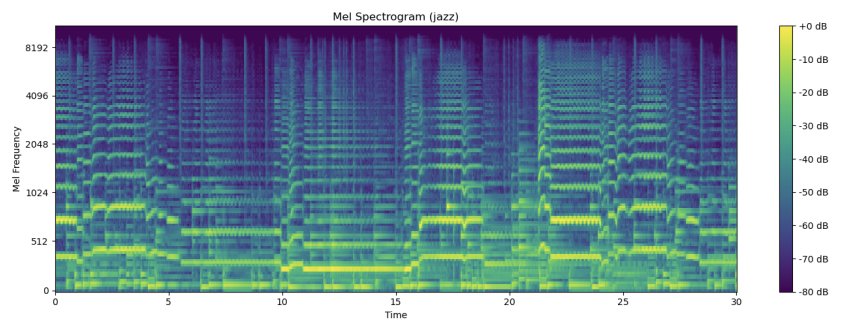 Mel Spectrogram (jazz)
Mel Frequency
8192
4096
2048
1024
512
0
0 5 10 15 20 25 30
Time
+0 dB
-10 dB
-20 dB
-30 dB
-40 dB
-50 dB
-60 dB
-70 dB
-80 dB